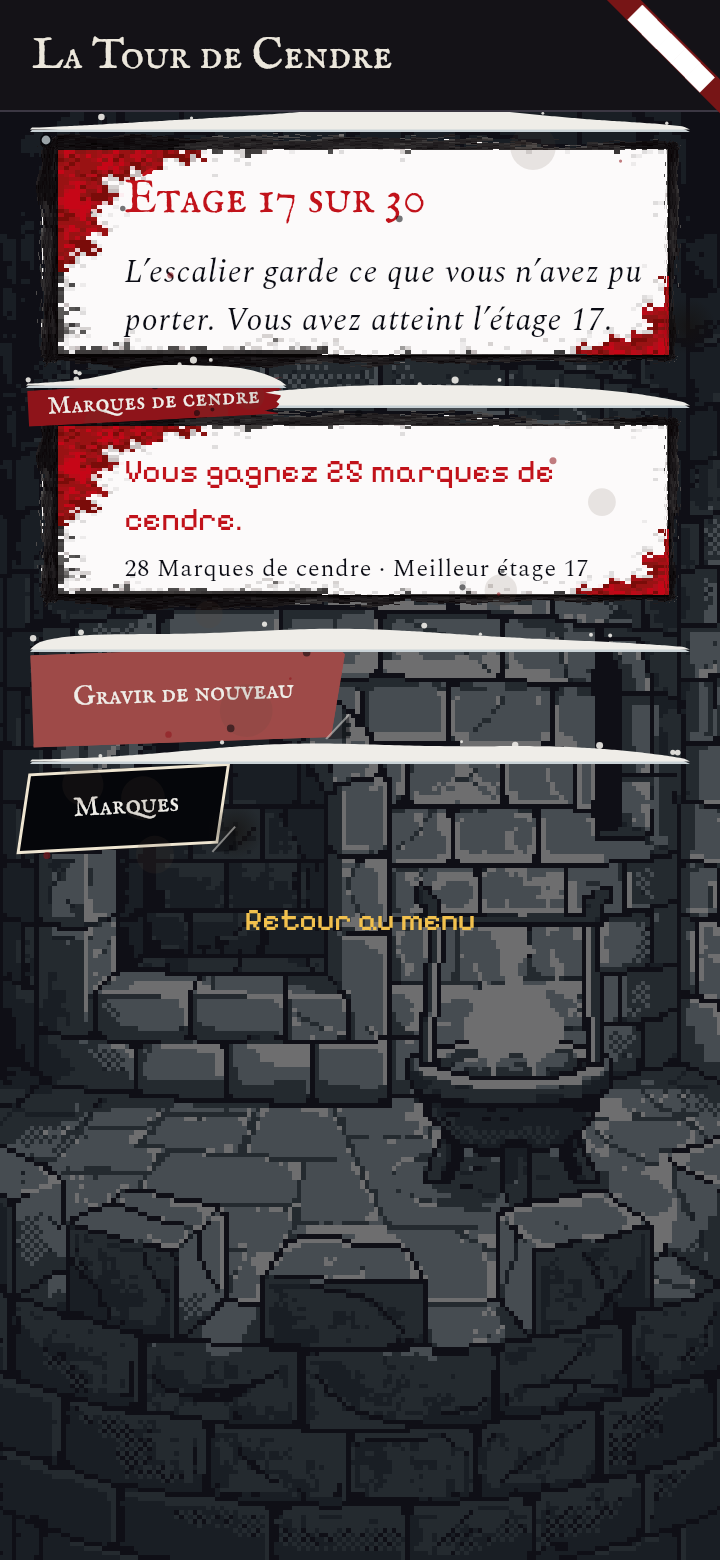 La Tour de Cendre
Étage 17 sur 30
L'escalier garde ce que vous n'avez pu
porter. Vous avez atteint l'étage 17.
Marques de cendre
Vous gagnez 28 marques de
cendre.
28 Marques de cendre · Meilleur étage 17
Gravir de nouveau
Marques
Retour au menu